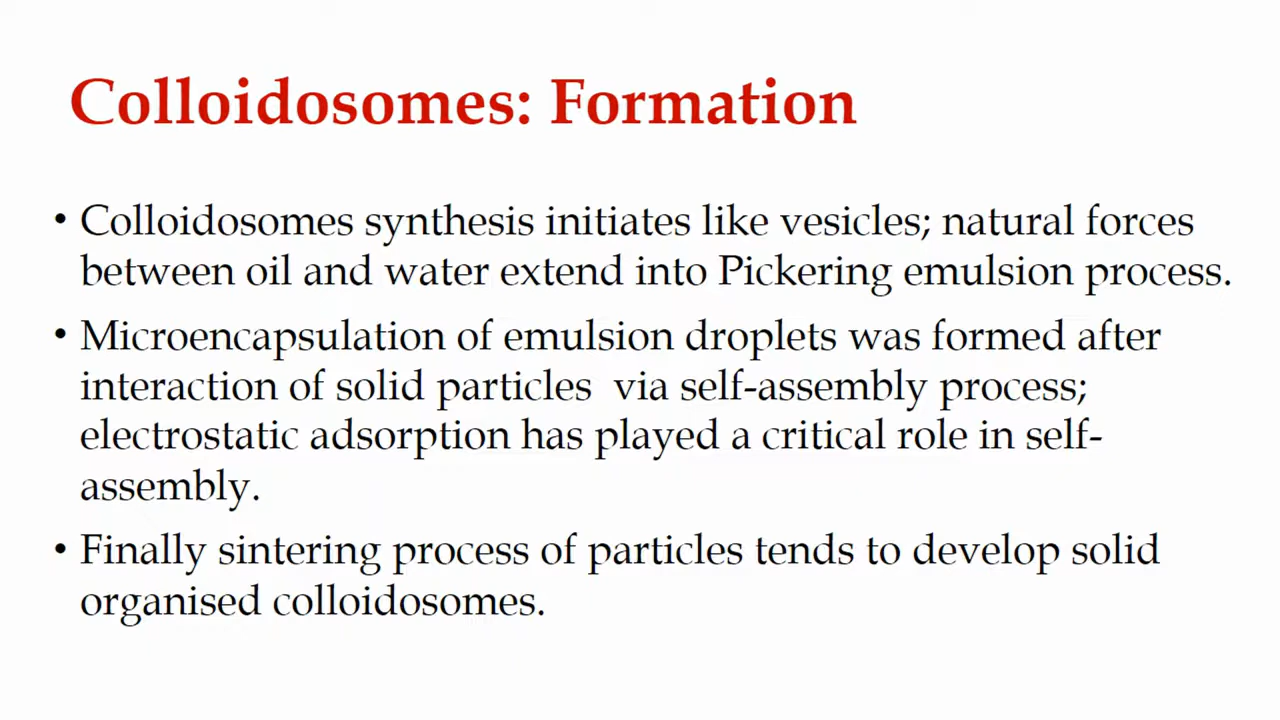 Colloidosomes: Formation
• Colloidosomes synthesis initiates like vesicles; natural forces
between oil and water extend into Pickering emulsion process.
• Microencapsulation of emulsion droplets was formed after
interaction of solid particles  via self-assembly process;
electrostatic adsorption has played a critical role in self-
assembly.
• Finally sintering process of particles tends to develop solid
organised colloidosomes.